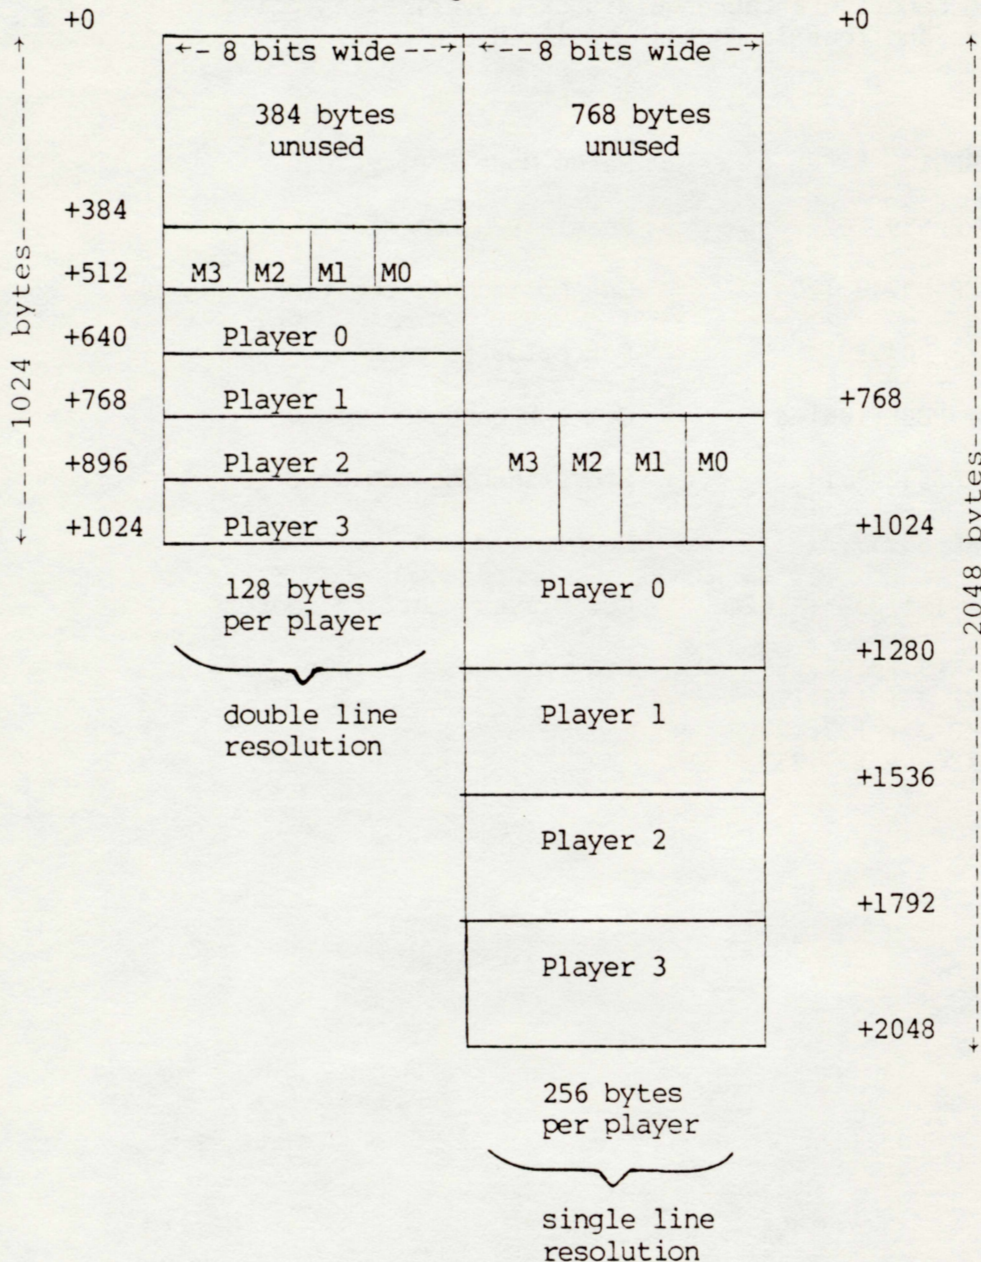 +0
+0
8 bits wide
8 bits wide
384 bytes
unused
768 bytes
unused
+384
1024 bytes
+512
M3 M2 M1 M0
+640
Player 0
+768
Player 1
+768
+896
Player 2
M3 M2 M1 M0
+1024
Player 3
+1024
2048 bytes
128 bytes
per player
Player 0
+1280
double line
resolution
Player 1
+1536
Player 2
+1792
Player 3
+2048
256 bytes
per player
single line
resolution